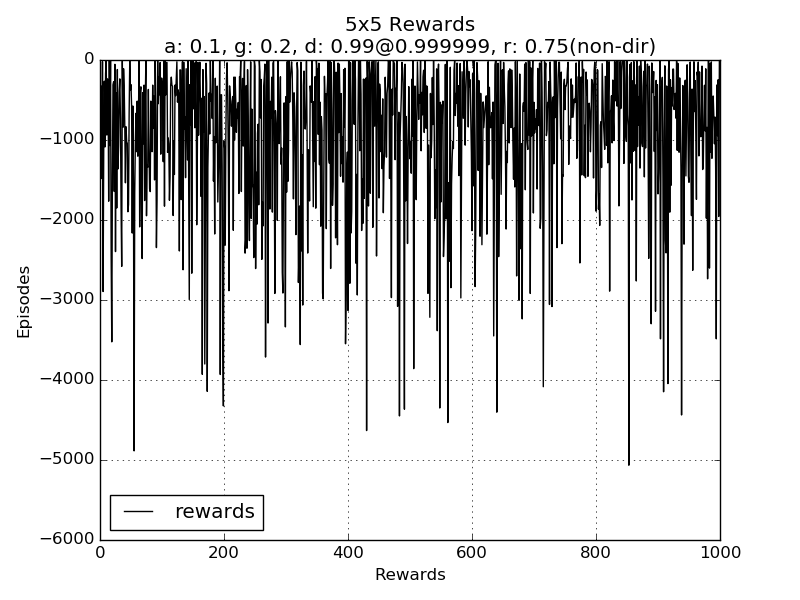 5x5 Rewards
a: 0.1, g: 0.2, d: 0.99@0.999999, r: 0.75(non-dir)
0
−1000
−2000
−3000
−4000
−5000
−6000
Episodes
rewards
0 200 400 600 800 1000
Rewards